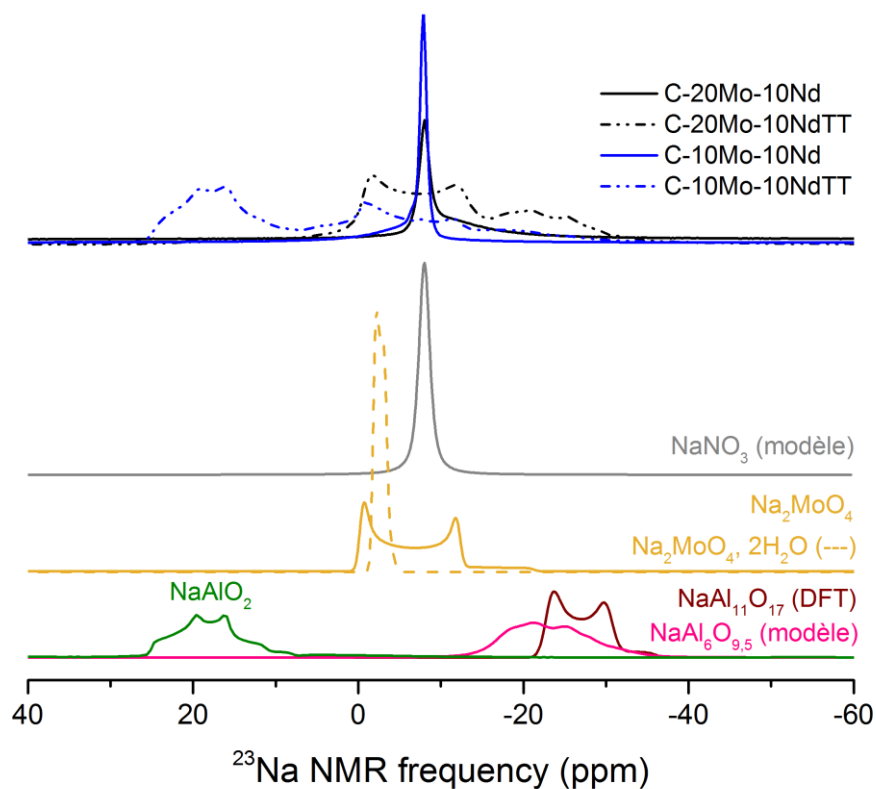 C-20Mo-10Nd
C-20Mo-10NdTT
C-10Mo-10Nd
C-10Mo-10NdTT
NaNO₃ (modèle)
Na₂MoO₄
Na₂MoO₄, 2H₂O (---)
NaAlO₂
NaAl₁₁O₁₇ (DFT)
NaAl₆O₉,₅ (modèle)
40 20 0 -20 -40 -60
²³Na NMR frequency (ppm)